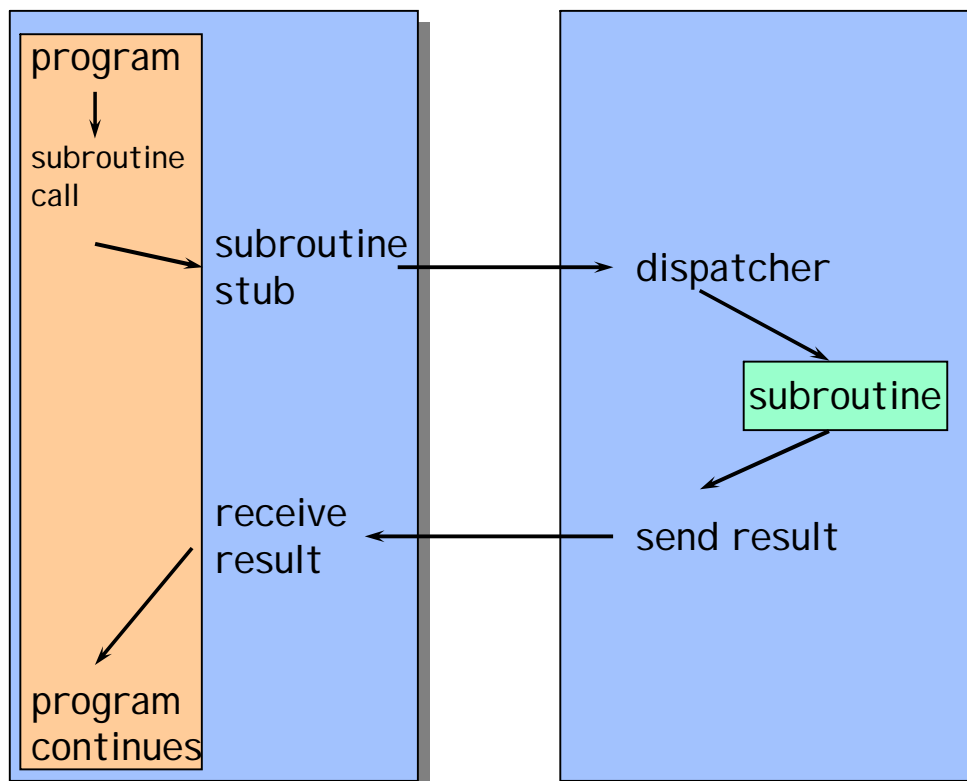 program
subroutine
call
subroutine
stub
dispatcher
subroutine
send result
receive
result
program
continues